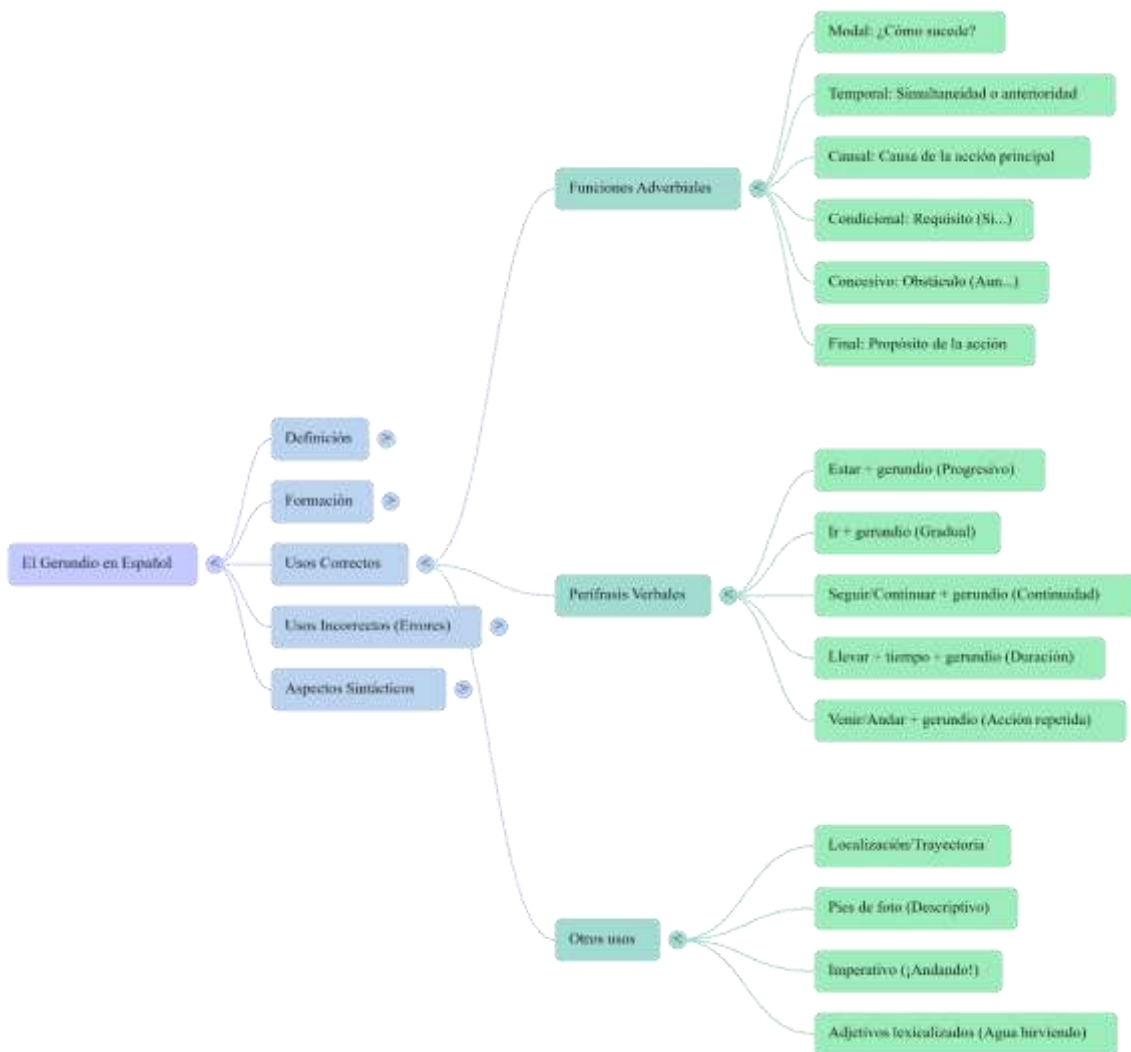 El Gerundio en Español
Definición
Formación
Usos Correctos
Funciones Adverbiales
Modal: ¿Cómo sucede?
Temporal: Simultaneidad o anterioridad
Causal: Causa de la acción principal
Condicional: Requisito (Si...)
Concesivo: Obstáculo (Aun...)
Final: Propósito de la acción
Perífrasis Verbales
Estar + gerundio (Progresivo)
Ir + gerundio (Gradual)
Seguir/Continuar + gerundio (Continuidad)
Llevar + tiempo + gerundio (Duración)
Venir/Andar + gerundio (Acción repetida)
Otros usos
Localización/Trayectoria
Pies de foto (Descriptivo)
Imperativo (¡Andando!)
Adjetivos lexicalizados (Agua hirviendo)
Usos Incorrectos (Errores)
Aspectos Sintácticos